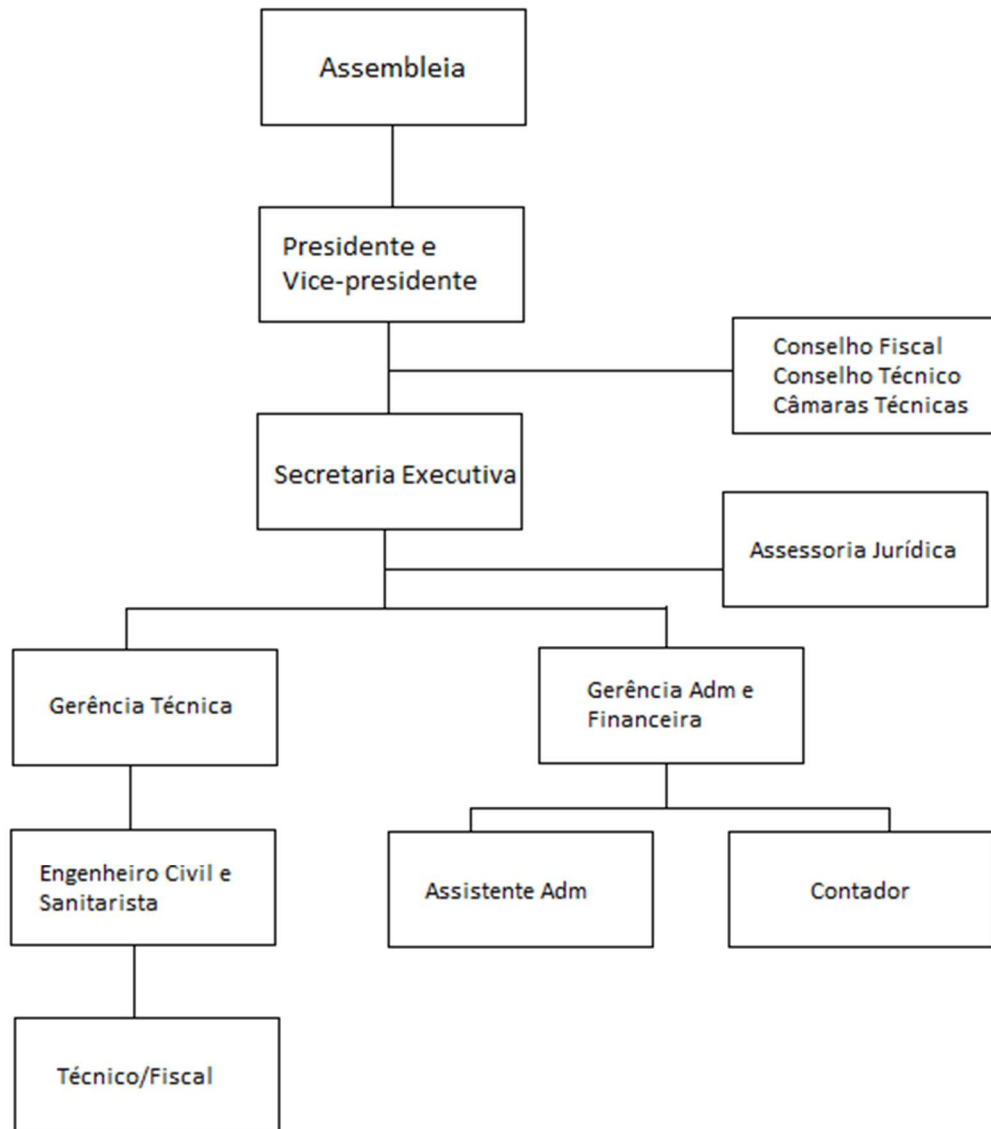 Assembleia
Presidente e
Vice-presidente
Conselho Fiscal
Conselho Técnico
Câmaras Técnicas
Secretaria Executiva
Assessoria Jurídica
Gerência Técnica
Gerência Adm e
Financeira
Engenheiro Civil e
Sanitarista
Assistente Adm
Contador
Técnico/Fiscal